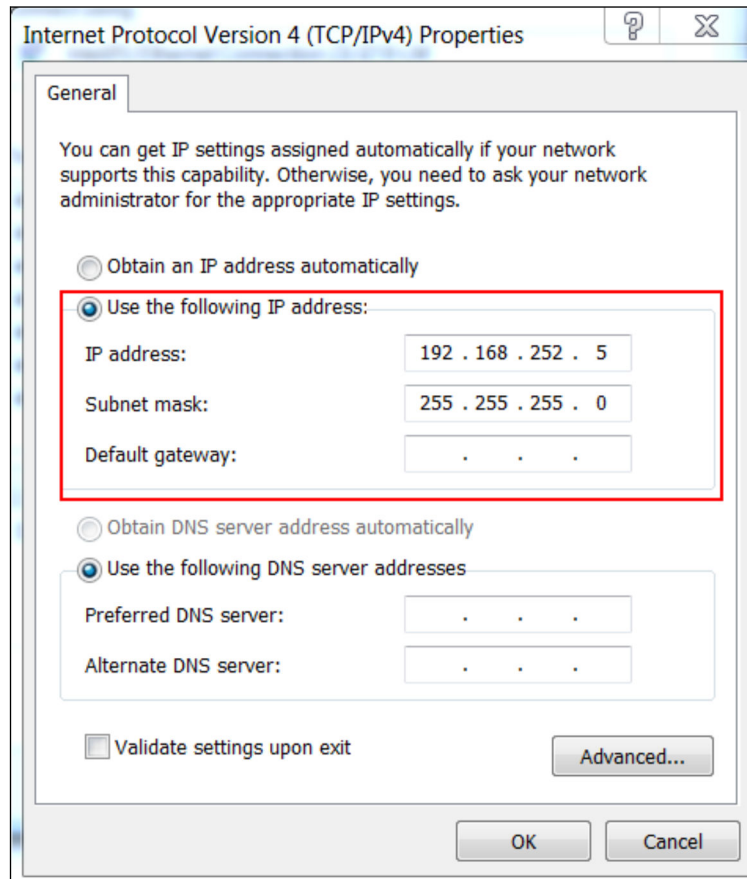 Internet Protocol Version 4 (TCP/IPv4) Properties
General
You can get IP settings assigned automatically if your network
supports this capability. Otherwise, you need to ask your network
administrator for the appropriate IP settings.
Obtain an IP address automatically
Use the following IP address:
IP address: 192 . 168 . 252 . 5
Subnet mask: 255 . 255 . 255 . 0
Default gateway: . . .
Obtain DNS server address automatically
Use the following DNS server addresses
Preferred DNS server: . . .
Alternate DNS server: . . .
Validate settings upon exit
Advanced...
OK Cancel